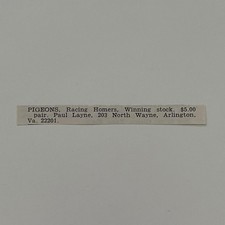 PIGEONS, Racing Homers, Winning stock, $5.00
pair. Paul Layne, 203 North Wayne, Arlington,
Va. 22201.